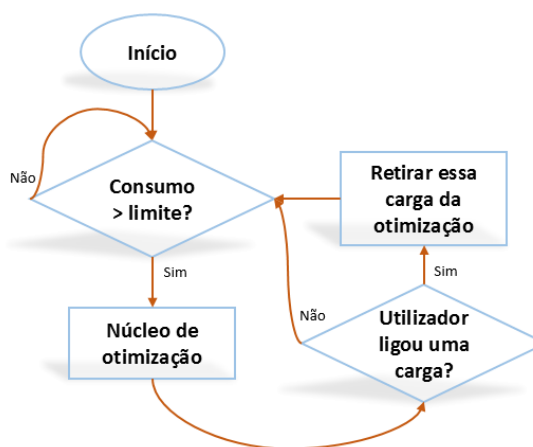 Início
Não
Consumo
> limite?
Sim
Núcleo de
otimização
Retirar essa
carga da
otimização
Sim
Não
Utilizador
ligou uma
carga?